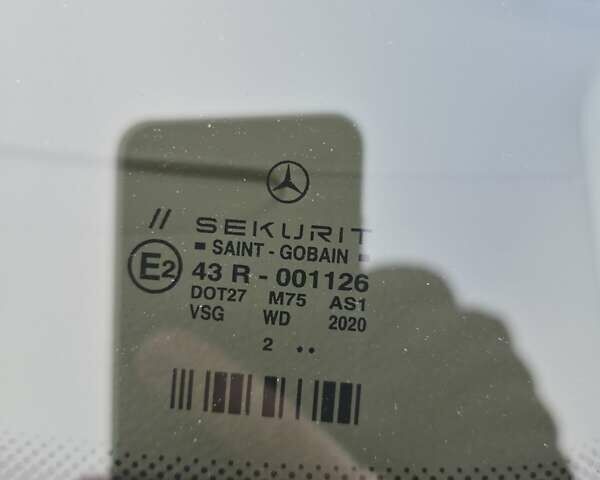 // SEKURIT
SAINT - GOBAIN
E2 43 R - 001126
DOT27 M75 AS1
VSG WD 2020
2 ..